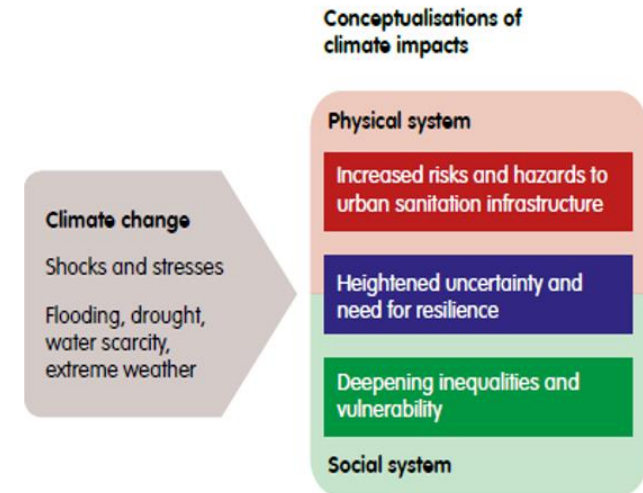 Conceptualisations of
climate impacts
Physical system
Increased risks and hazards to
urban sanitation infrastructure
Climate change
Shocks and stresses
Flooding, drought,
water scarcity,
extreme weather
Heightened uncertainty and
need for resilience
Deepening inequalities and
vulnerability
Social system